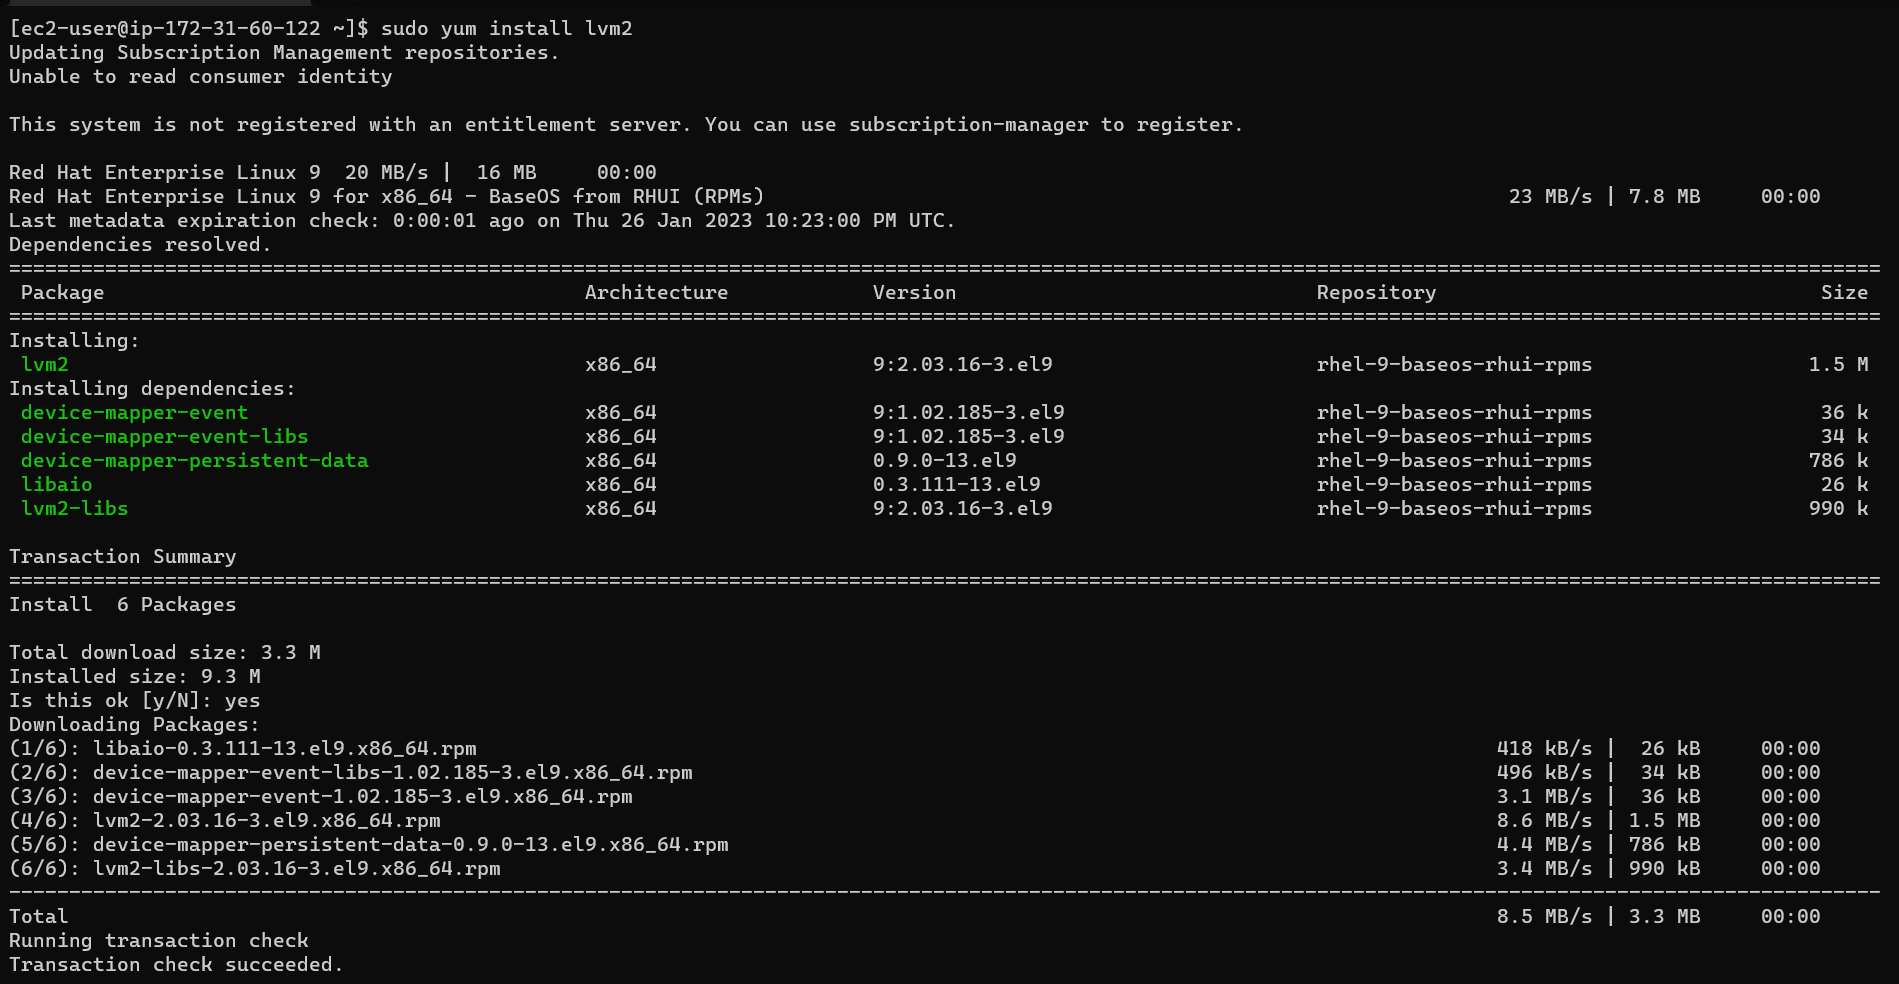 [ec2-user@ip-172-31-60-122 ~]$ sudo yum install lvm2
Updating Subscription Management repositories.
Unable to read consumer identity
This system is not registered with an entitlement server. You can use subscription-manager to register.
Red Hat Enterprise Linux 9  20 MB/s |  16 MB     00:00
Red Hat Enterprise Linux 9 for x86_64 - BaseOS from RHUI (RPMs) 23 MB/s | 7.8 MB     00:00
Last metadata expiration check: 0:00:01 ago on Thu 26 Jan 2023 10:23:00 PM UTC.
Dependencies resolved.
================================================================================
Package Architecture Version Repository Size
================================================================================
Installing:
lvm2 x86_64 9:2.03.16-3.el9 rhel-9-baseos-rhui-rpms 1.5 M
Installing dependencies:
device-mapper-event x86_64 9:1.02.185-3.el9 rhel-9-baseos-rhui-rpms 36 k
device-mapper-event-libs x86_64 9:1.02.185-3.el9 rhel-9-baseos-rhui-rpms 34 k
device-mapper-persistent-data x86_64 0.9.0-13.el9 rhel-9-baseos-rhui-rpms 786 k
libaio x86_64 0.3.111-13.el9 rhel-9-baseos-rhui-rpms 26 k
lvm2-libs x86_64 9:2.03.16-3.el9 rhel-9-baseos-rhui-rpms 990 k
Transaction Summary
================================================================================
Install  6 Packages
Total download size: 3.3 M
Installed size: 9.3 M
Is this ok [y/N]: yes
Downloading Packages:
(1/6): libaio-0.3.111-13.el9.x86_64.rpm 418 kB/s |  26 kB     00:00
(2/6): device-mapper-event-libs-1.02.185-3.el9.x86_64.rpm 496 kB/s |  34 kB     00:00
(3/6): device-mapper-event-1.02.185-3.el9.x86_64.rpm 3.1 MB/s |  36 kB     00:00
(4/6): lvm2-2.03.16-3.el9.x86_64.rpm 8.6 MB/s | 1.5 MB     00:00
(5/6): device-mapper-persistent-data-0.9.0-13.el9.x86_64.rpm 4.4 MB/s | 786 kB     00:00
(6/6): lvm2-libs-2.03.16-3.el9.x86_64.rpm 3.4 MB/s | 990 kB     00:00
--------------------------------------------------------------------------------
Total 8.5 MB/s | 3.3 MB     00:00
Running transaction check
Transaction check succeeded.